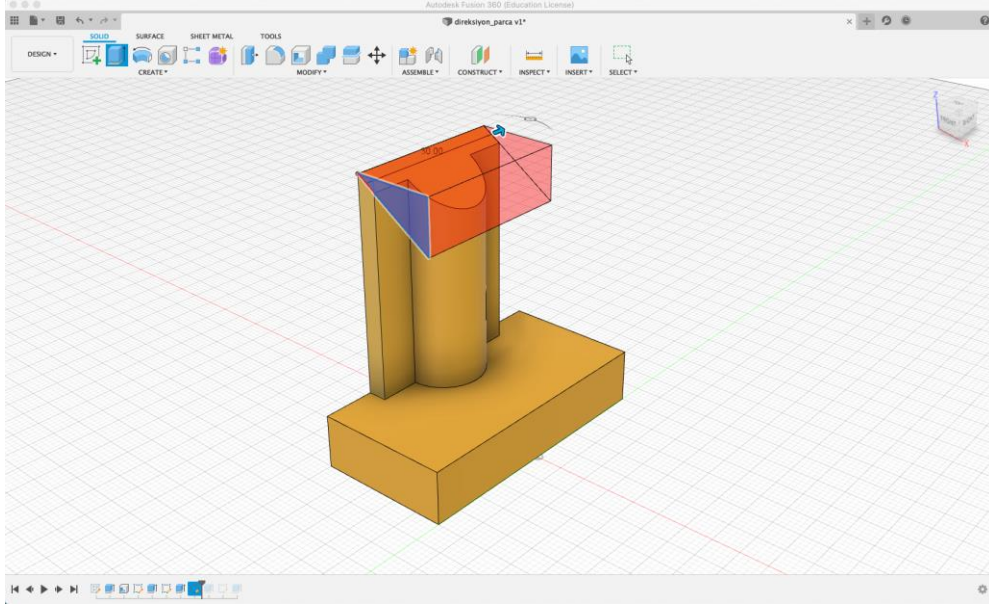 Autodesk Fusion 360 (Education License)
direksiyon_parca v1*
SOLID SURFACE SHEET METAL TOOLS
DESIGN
CREATE MODIFY ASSEMBLE CONSTRUCT INSPECT INSERT SELECT
Z
X